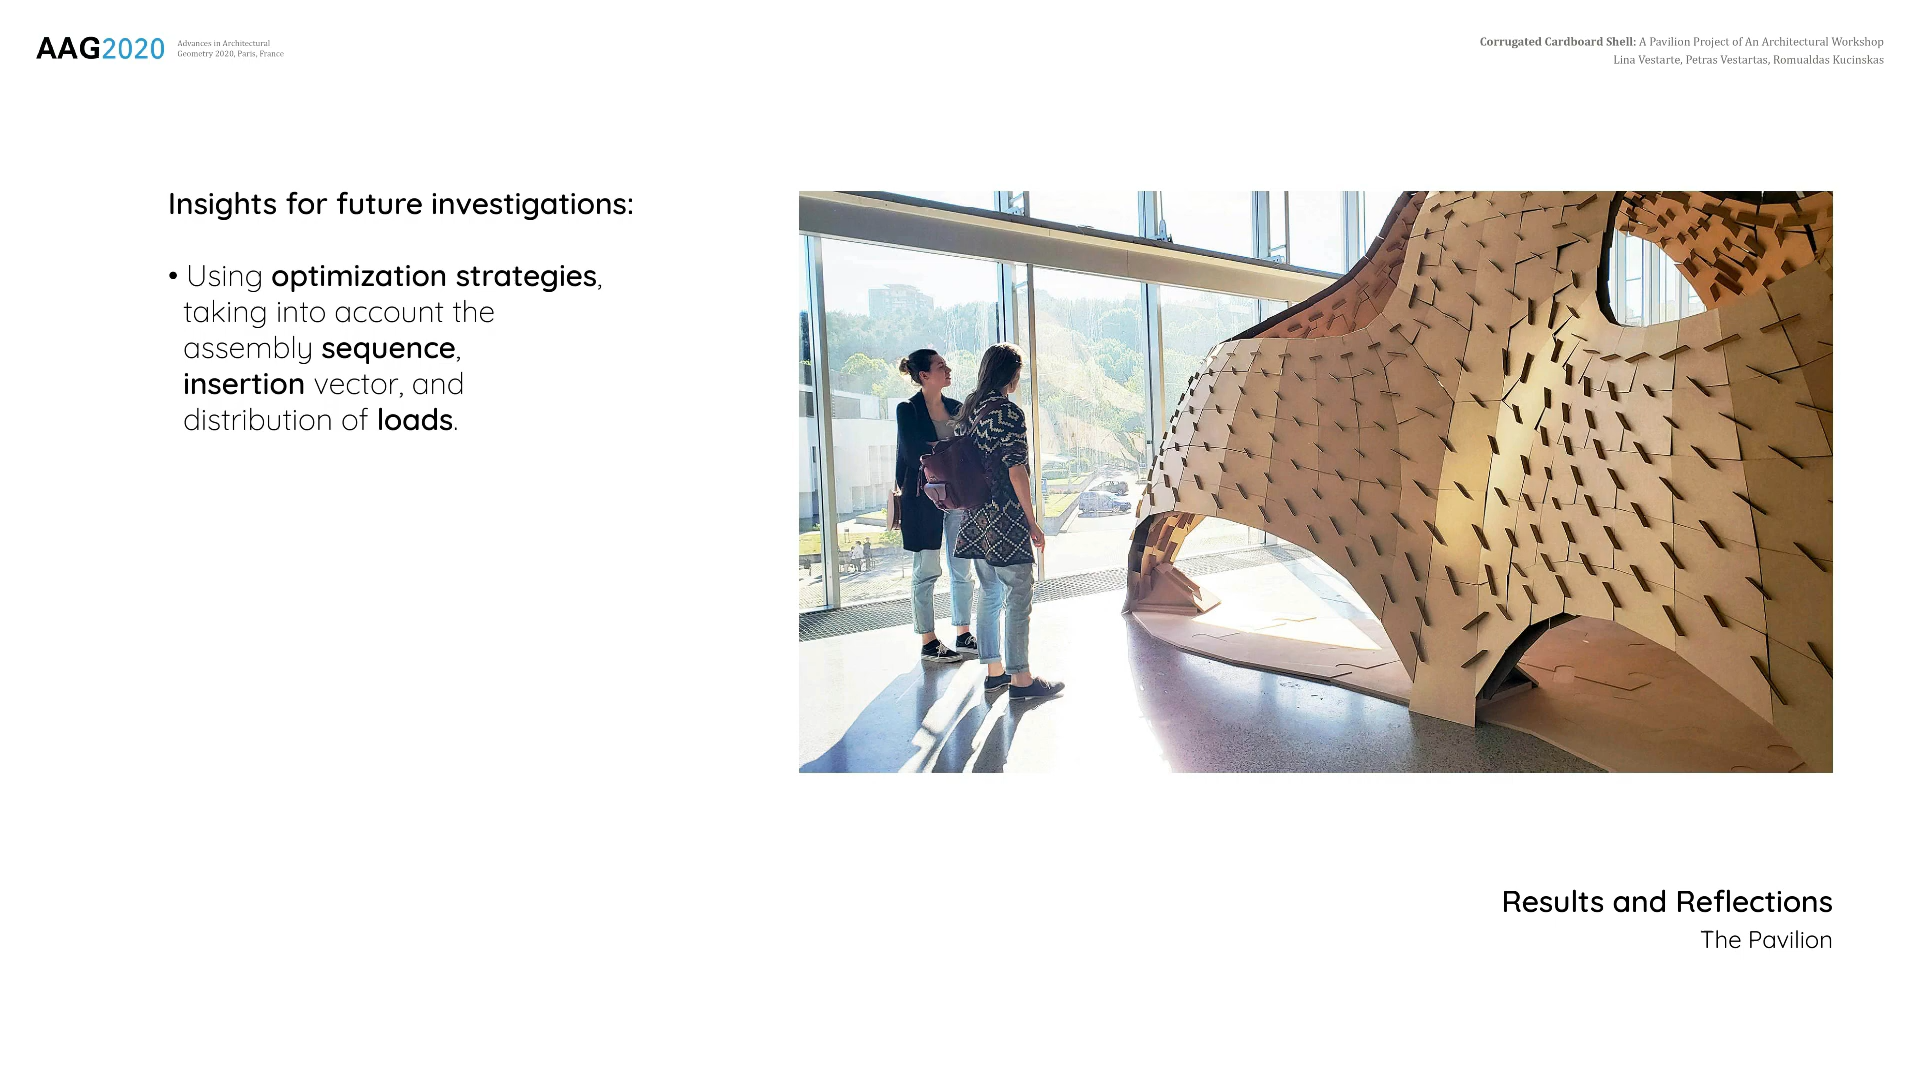 AAG2020
Advances in Architectural
Geometry 2020, Paris, France
Corrugated Cardboard Shell: A Pavilion Project of An Architectural Workshop
Lina Vestarte, Petras Vestartas, Romualdas Kucinskas
Insights for future investigations:
• Using optimization strategies,
taking into account the
assembly sequence,
insertion vector, and
distribution of loads.
Results and Reflections
The Pavilion